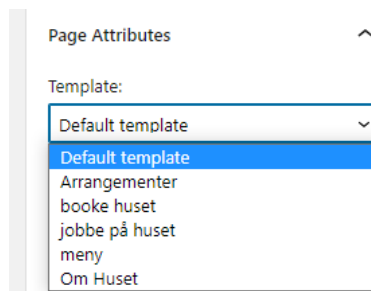 Page Attributes
Template:
Default template
Default template
Arrangementer
booke huset
jobbe på huset
meny
Om Huset